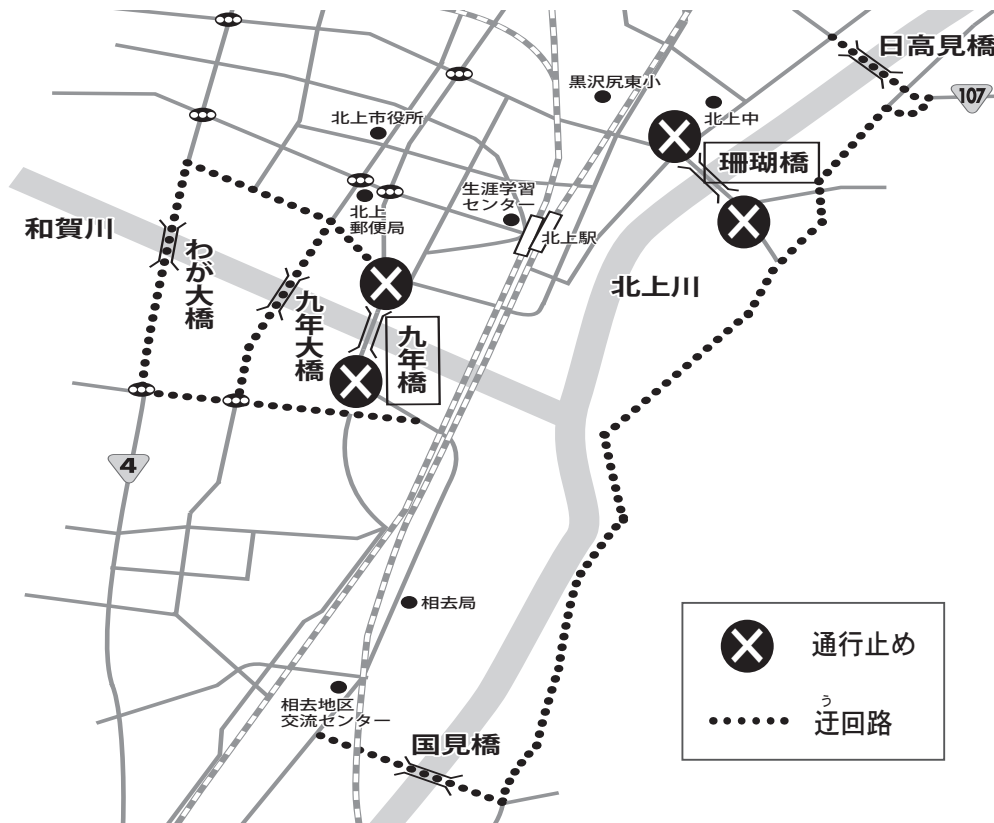 日高見橋
107
黒沢尻東小
北上中
北上市役所
珊瑚橋
生涯学習
センター
北上
郵便局
和賀川
北上駅
わが大橋
北上川
九年大橋
九年橋
4
相去局
通行止め
相去地区
交流センター
う
迂回路
国見橋